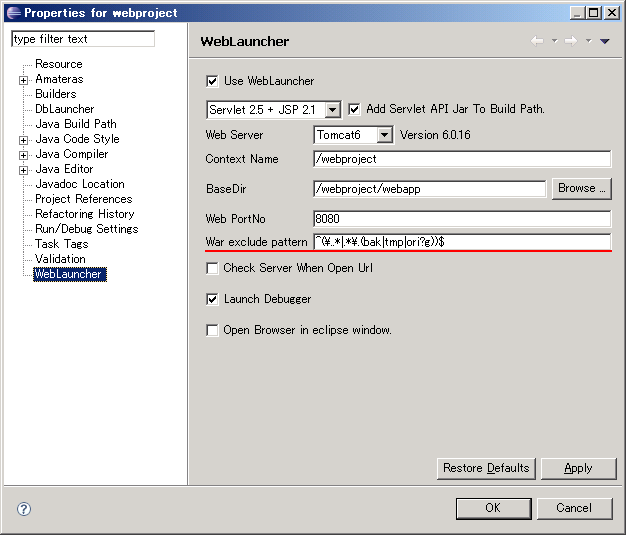 Properties for webproject
type filter text
WebLauncher
Resource
Amateras
Builders
DbLauncher
Java Build Path
Java Code Style
Java Compiler
Java Editor
Javadoc Location
Project References
Refactoring History
Run/Debug Settings
Task Tags
Validation
WebLauncher
Use WebLauncher
Servlet 2.5 + JSP 2.1 Add Servlet API Jar To Build Path.
Web Server Tomcat6 Version 6.0.16
Context Name /webproject
BaseDir /webproject/webapp Browse ...
Web PortNo 8080
War exclude pattern ^(¥..*|.*¥.(bak|tmp|ori?g))$
Check Server When Open Url
Launch Debugger
Open Browser in eclipse window.
Restore Defaults Apply
? OK Cancel